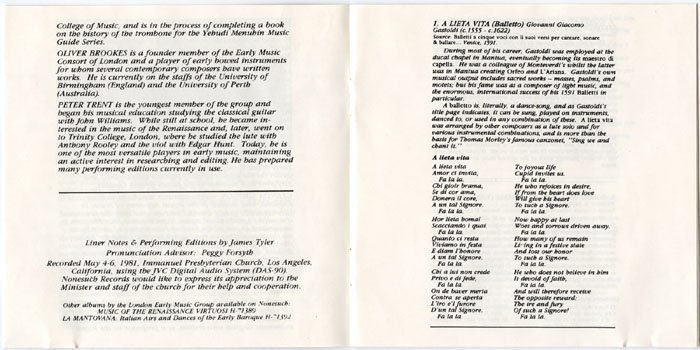 College of Music, and is in the process of completing a book
on the history of the trombone for the Yehudi Menuhin Music
Guide Series.
OLIVER BROOKES is a founder member of the Early Music
Consort of London and a player of early bowed instruments
for whom several contemporary composers have written
works. He is currently on the staffs of the University of
Birmingham (England) and the University of Perth
(Australia).
PETER TRENT is the youngest member of the group and
began his musical education studying the classical guitar
with John Williams. While still at school, he became in-
terested in the music of the Renaissance and, later, went on
to Trinity College, London, where he studied the lute with
Anthony Rooley and the viol with Edgar Hunt. Today, he is
one of the most versatile players in early music, maintaining
an active interest in researching and editing. He has prepared
many performing editions currently in use.
Liner Notes & Performing Editions by James Tyler
Pronunciation Advisor: Peggy Forsyth
Recorded May 4-6, 1981, Immanuel Presbyterian Church, Los Angeles,
California, using the JVC Digital Audio System (DAS-90)
Nonesuch Records would like to express its appreciation to the
Minister and staff of the church for their help and cooperation.
Other albums by the London Early Music Group available on Nonesuch:
MUSIC OF THE RENAISSANCE VIRTUOSI H-71389
LA MANTOVANA: Italian Airs and Dances of the Early Baroque H-71392
1. A LIETA VITA (Balletto) Giovanni Giacomo
Gastoldi (c.1555 - c.1622)
Source: Balletti a cinque voci con li suoi versi per cantare, sonare
& ballare... Venice, 1591.
During most of his career, Gastoldi was employed at the
ducal chapel in Mantua, eventually becoming its maestro di
capella. He was a colleague of Monteverdi's whilst the latter
was in Mantua creating Orfeo and L'Ariana. Gastoldi's own
musical output includes sacred works – masses, psalms, and
motets; but his fame was as a composer of light music, and
the enormous, international success of his 1591 Balletti in
particular.
A balletto is, literally, a dance-song, and as Gastoldi's
title page indicates, it can be sung, played on instruments,
danced to, or used in any combination of these. A lieta vita
was arranged by other composers as a lute solo and for
various instrumental combinations, and is more than the
basis for Thomas Morley's famous canzonet, "Sing we and
chant it."
A lieta vita
A lieta vita To joyous life
Amor ci invita, Cupid invites us.
Fa la la. Fa la la.
Chi gioir brama, He who rejoices in desire,
Se di cor ama, If from the heart does love
Donerà il core, Will give his heart
A un tal Signore. To such a Signore.
Fa la la. Fa la la.
Hor lieta homai Now happy at last
Scacciando i guai Woes and sorrows driven away.
Fa la la. Fa la la.
Quanto ci resta How many of us remain
Viviamo in festa Living in a festive state
E diam l'honore And loss our honor
A un tal Signore. To such a Signore.
Fa la la. Fa la la.
Chi a lui non crede He who does not believe in him
Privo è di fede, Is devoid of faith,
Fa la la. Fa la la.
On de haver merta And will therefore receive
Contra se aperta The opposite reward:
L'ire e'l furore The ire and fury
D'un tal Signore. Of such a Signore!
Fa la la. Fa la la.